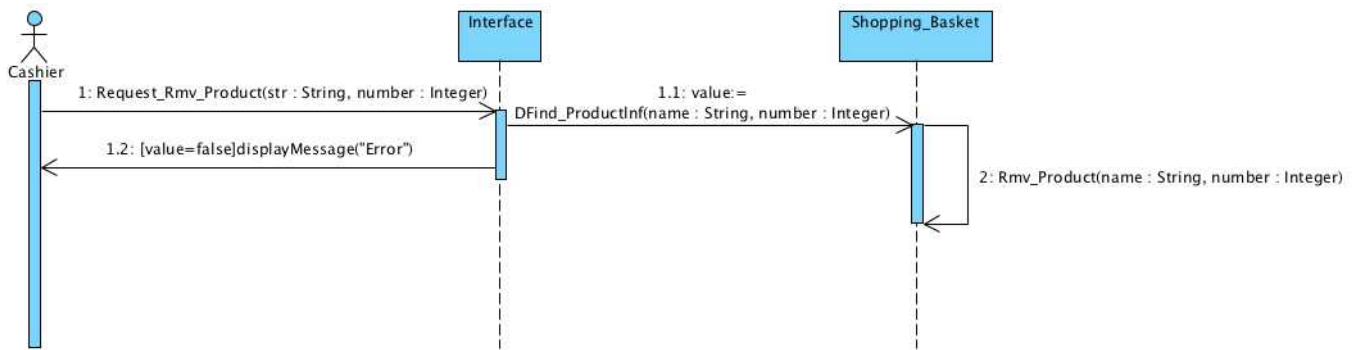 Interface
Shopping_Basket
Cashier
1: Request_Rmv_Product(str : String, number : Integer)
1.1: value:=
DFind_ProductInf(name : String, number : Integer)
1.2: [value=false]displayMessage("Error")
2: Rmv_Product(name : String, number : Integer)